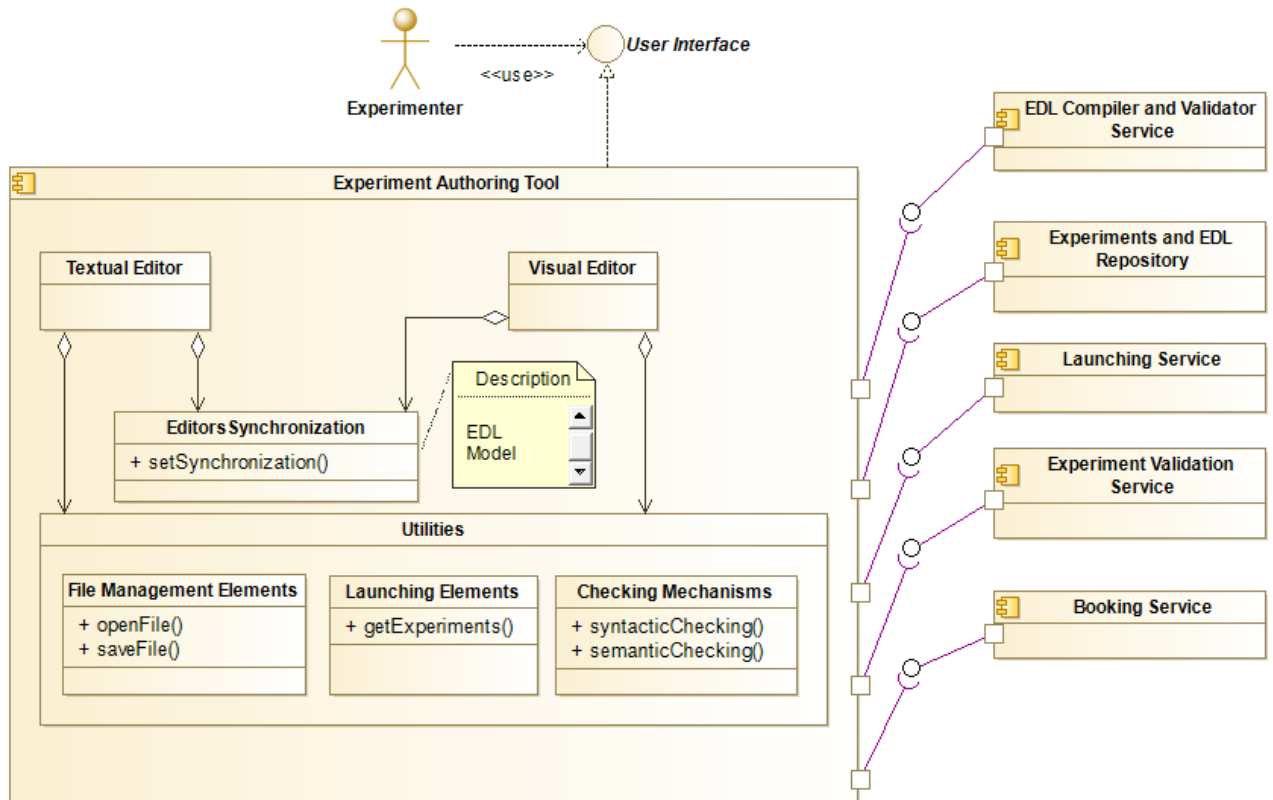 User Interface
<<use>>
Experimenter
EDL Compiler and Validator
Service
Experiment Authoring Tool
Experiments and EDL
Repository
Textual Editor
Visual Editor
Launching Service
Description
EDL
Model
Editors Synchronization
+ setSynchronization()
Experiment Validation
Service
Utilities
File Management Elements
+ openFile()
+ saveFile()
Launching Elements
+ getExperiments()
Checking Mechanisms
+ syntacticChecking()
+ semanticChecking()
Booking Service